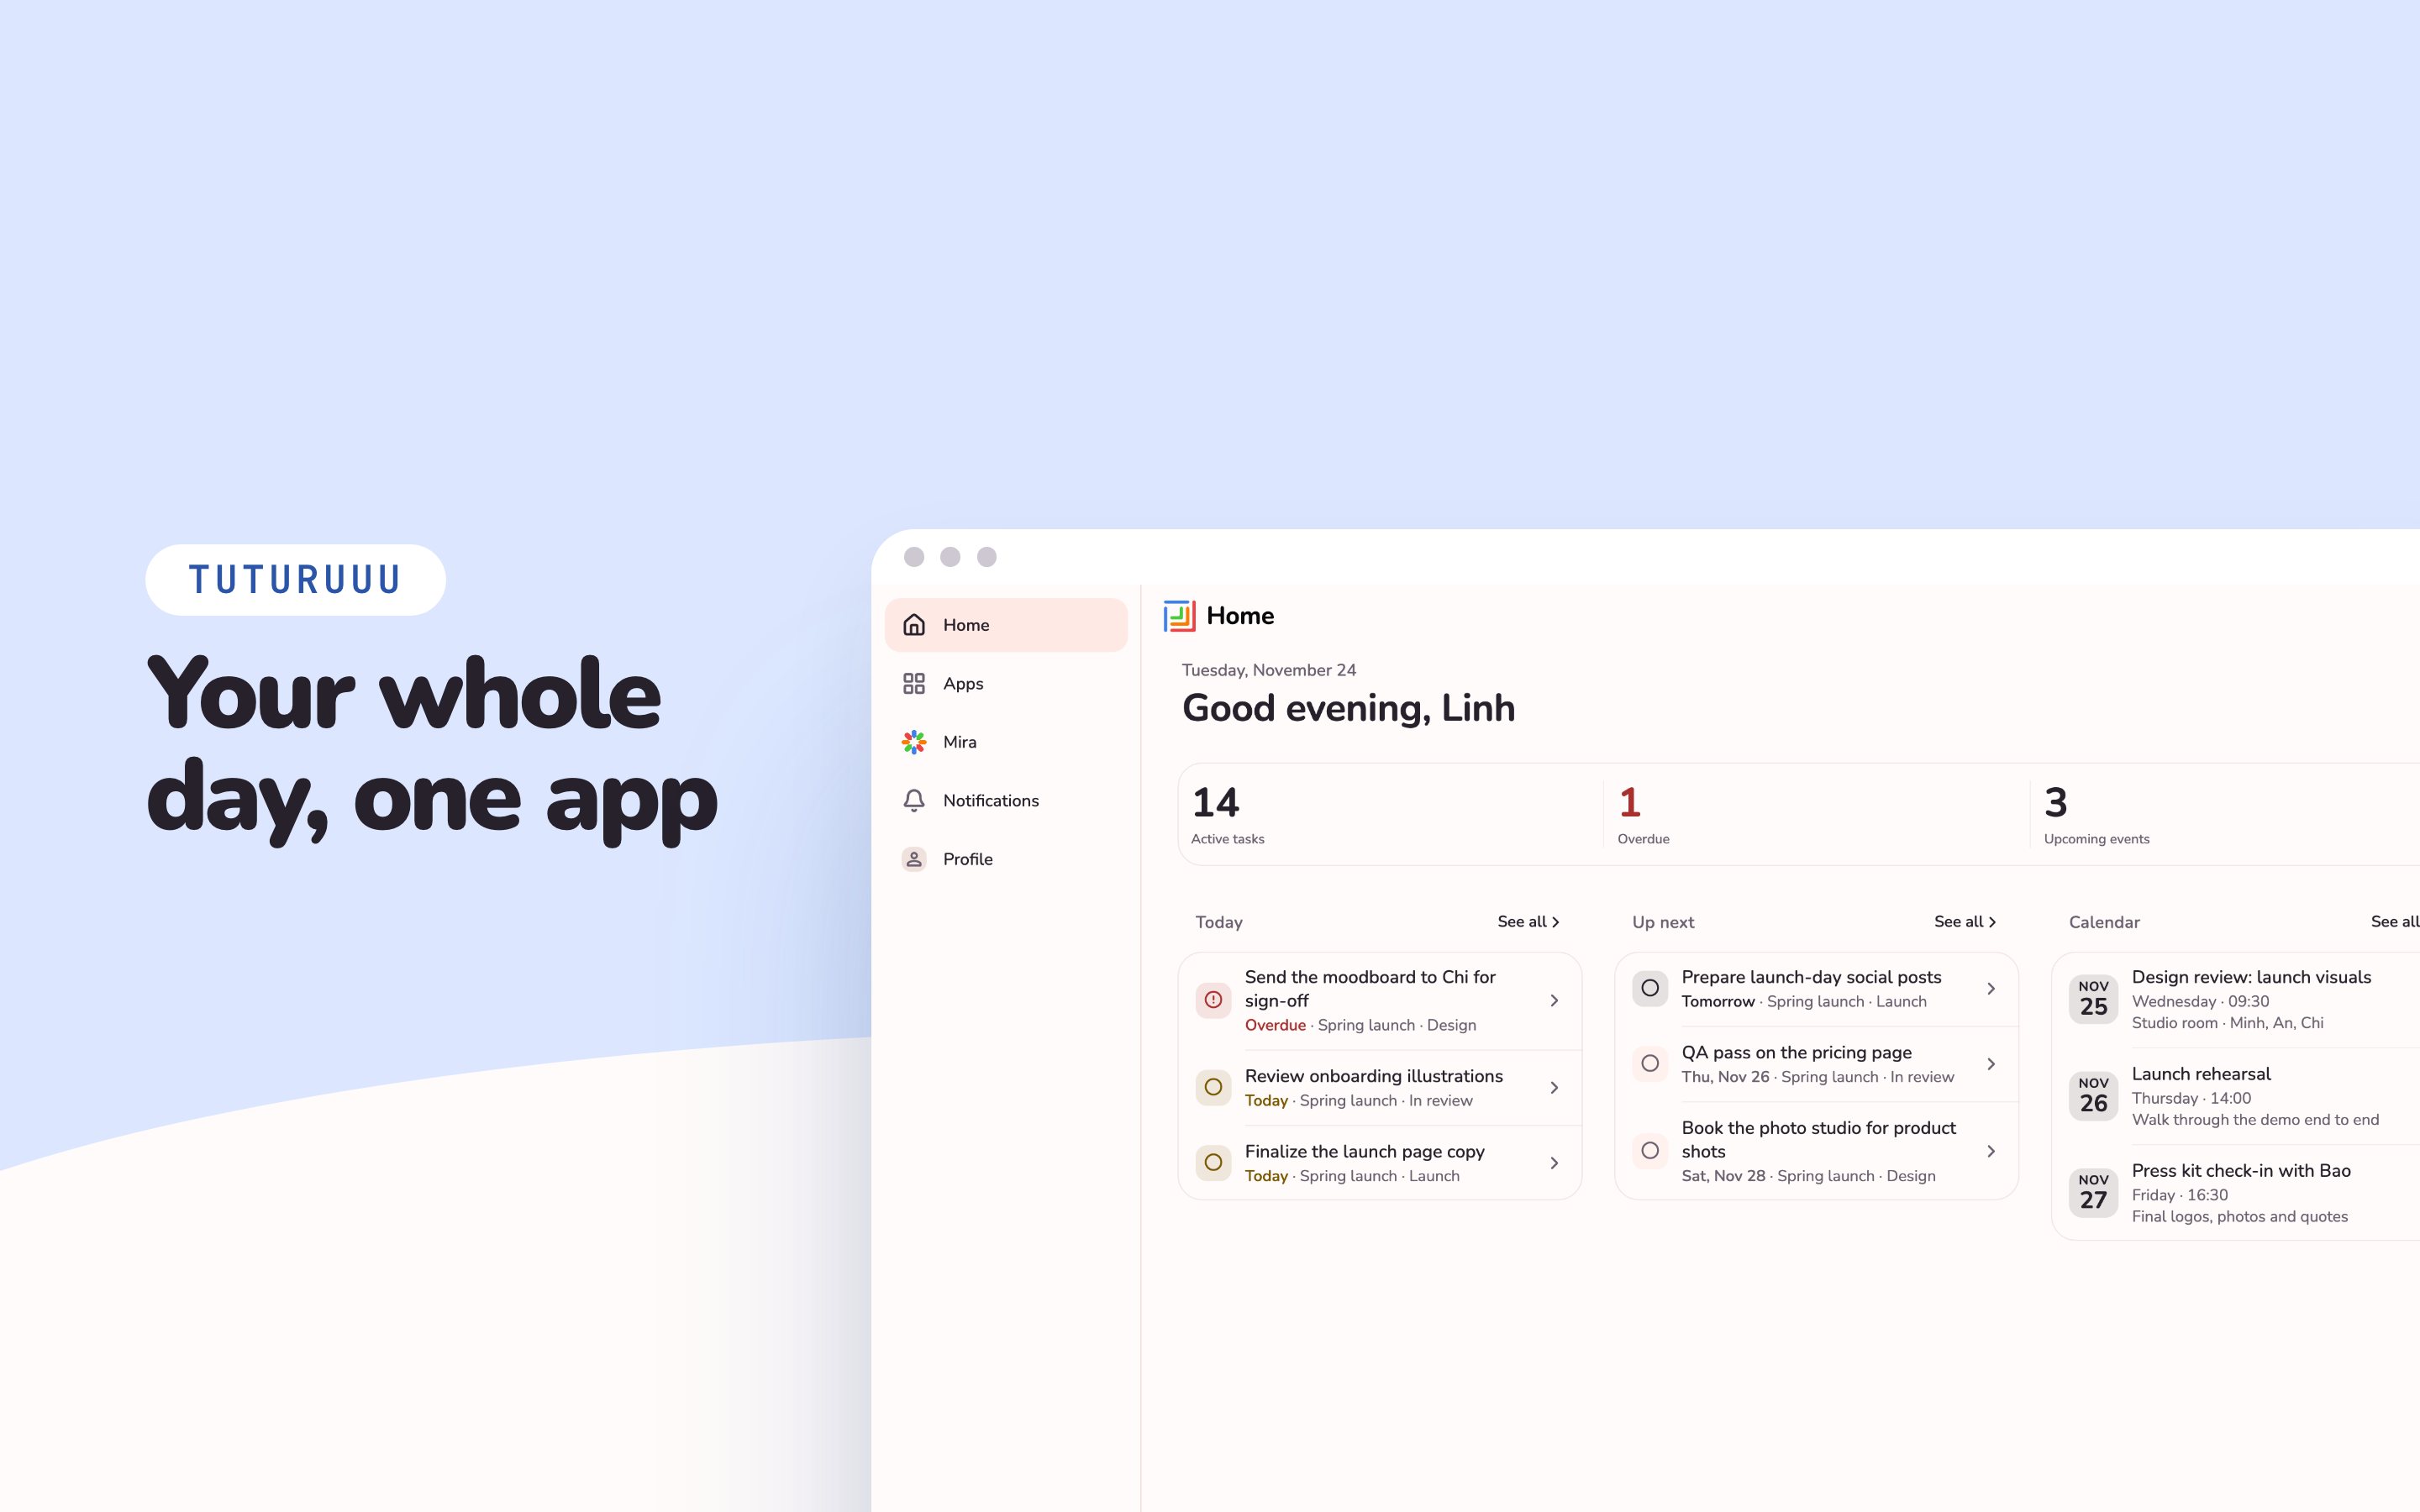 TUTURUUU
Your whole
day, one app
Home
Apps
Mira
Notifications
Profile
Home
Tuesday, November 24
Good evening, Linh
14
Active tasks
1
Overdue
3
Upcoming events
Today
See all
Send the moodboard to Chi for
sign-off
Overdue · Spring launch · Design
Review onboarding illustrations
Today · Spring launch · In review
Finalize the launch page copy
Today · Spring launch · Launch
Up next
See all
Prepare launch-day social posts
Tomorrow · Spring launch · Launch
QA pass on the pricing page
Thu, Nov 26 · Spring launch · In review
Book the photo studio for product
shots
Sat, Nov 28 · Spring launch · Design
Calendar
See all
NOV
25
Design review: launch visuals
Wednesday · 09:30
Studio room · Minh, An, Chi
NOV
26
Launch rehearsal
Thursday · 14:00
Walk through the demo end to end
NOV
27
Press kit check-in with Bao
Friday · 16:30
Final logos, photos and quotes